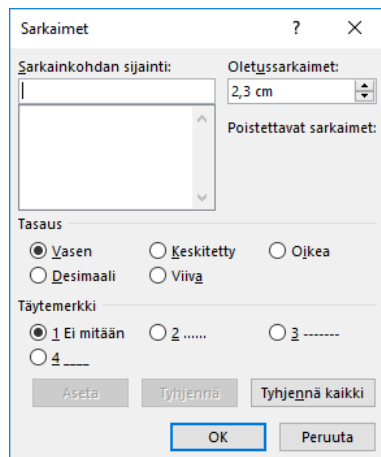 Sarkaimet ?
Sarkainkohdan sijainti: Oletussarkaimet:
2,3 cm
Poistettavat sarkaimet:
Tasaus
Vasen Keskitetty Oikea
Desimaali Viiva
Täytemerkki
1 Ei mitään 2 ...... 3 -------
4 ____
Aseta Tyhjennä Tyhjennä kaikki
OK Peruuta